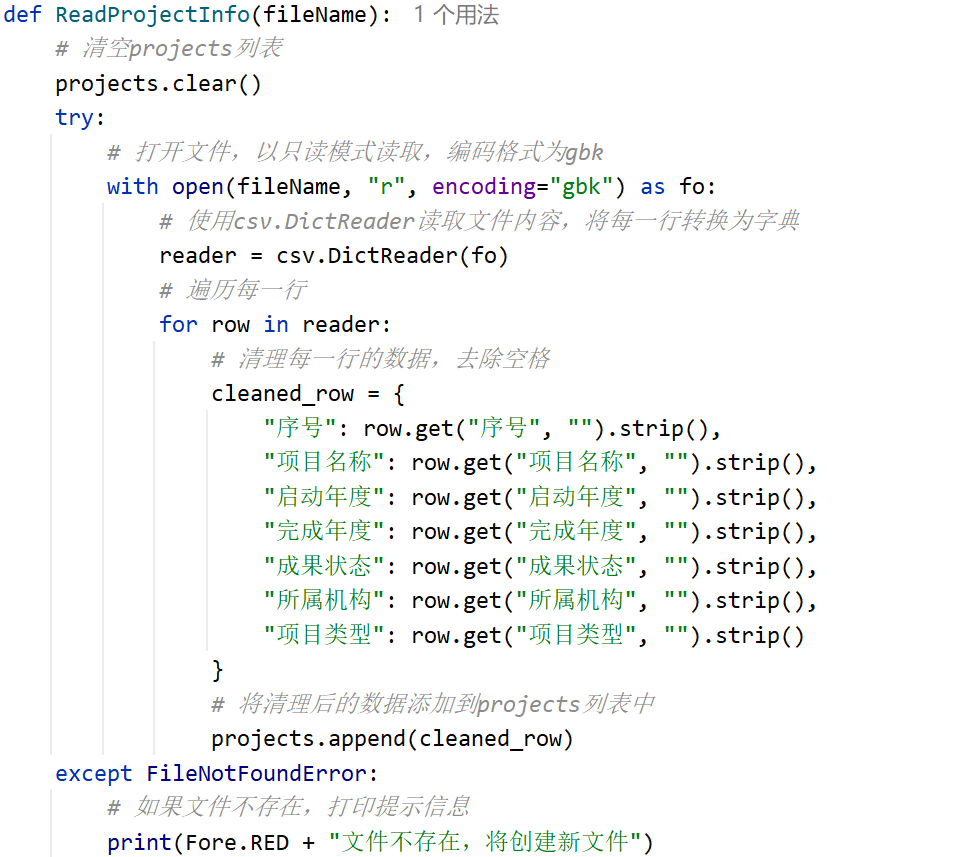 def ReadProjectInfo(fileName): 1 个用法
    # 清空projects列表
    projects.clear()
    try:
        # 打开文件，以只读模式读取，编码格式为gbk
        with open(fileName, "r", encoding="gbk") as fo:
            # 使用csv.DictReader读取文件内容，将每一行转换为字典
            reader = csv.DictReader(fo)
            # 遍历每一行
            for row in reader:
                # 清理每一行的数据，去除空格
                cleaned_row = {
                    "序号": row.get("序号", "").strip(),
                    "项目名称": row.get("项目名称", "").strip(),
                    "启动年度": row.get("启动年度", "").strip(),
                    "完成年度": row.get("完成年度", "").strip(),
                    "成果状态": row.get("成果状态", "").strip(),
                    "所属机构": row.get("所属机构", "").strip(),
                    "项目类型": row.get("项目类型", "").strip()
                }
                # 将清理后的数据添加到projects列表中
                projects.append(cleaned_row)
    except FileNotFoundError:
        # 如果文件不存在，打印提示信息
        print(Fore.RED + "文件不存在，将创建新文件")